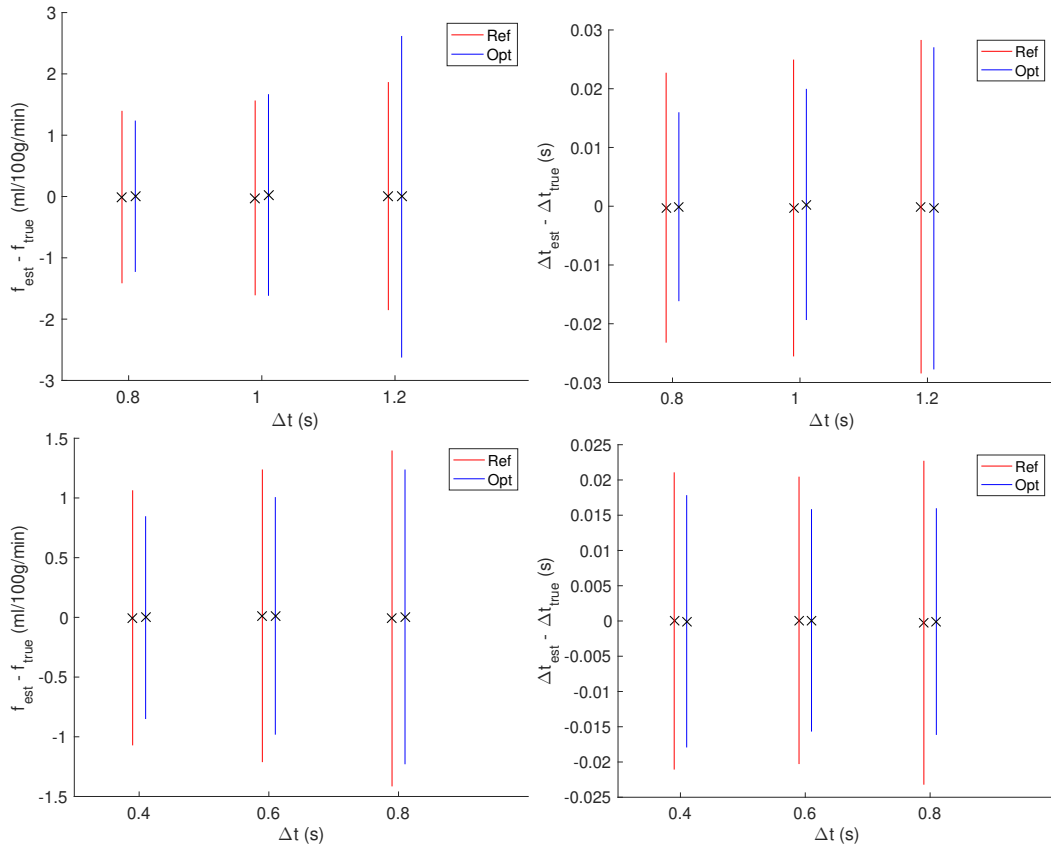 3
2
1
0
-1
-2
-3
f_est - f_true (ml/100g/min)
0.8 1 1.2
Δt (s)
Ref
Opt
0.03
0.02
0.01
0
-0.01
-0.02
-0.03
Δt_est - Δt_true (s)
0.8 1 1.2
Δt (s)
Ref
Opt
1.5
1
0.5
0
-0.5
-1
-1.5
f_est - f_true (ml/100g/min)
0.4 0.6 0.8
Δt (s)
Ref
Opt
0.025
0.02
0.015
0.01
0.005
0
-0.005
-0.01
-0.015
-0.02
-0.025
Δt_est - Δt_true (s)
0.4 0.6 0.8
Δt (s)
Ref
Opt